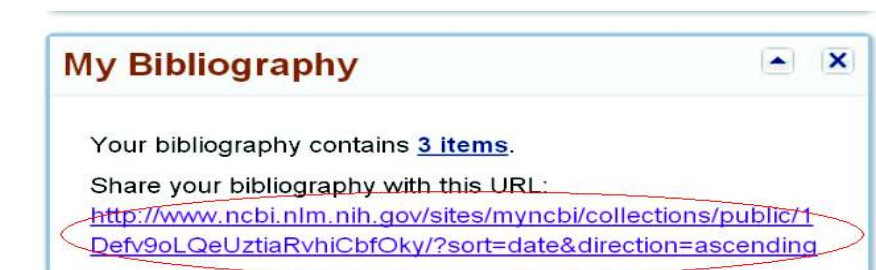 My Bibliography
Your bibliography contains 3 items.
Share your bibliography with this URL:
http://www.ncbi.nlm.nih.gov/sites/myncbi/collections/public/1
Defv9oLQeUztiaRvhiCbfOky/?sort=date&direction=ascending